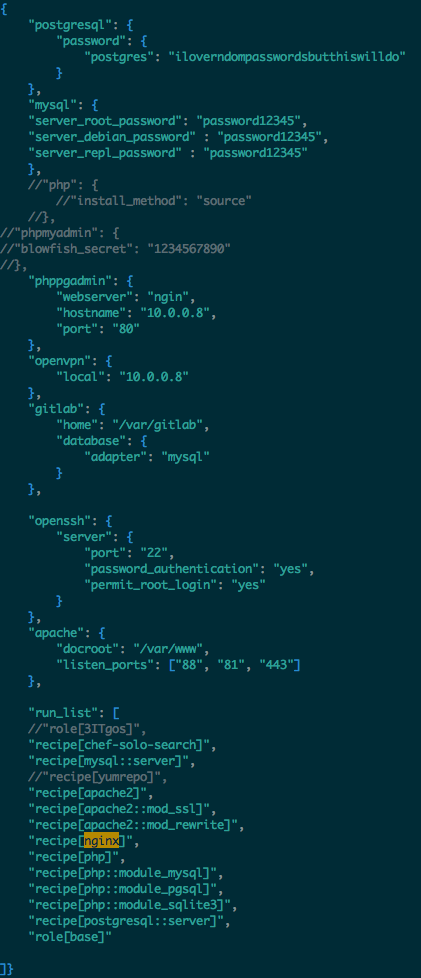 {
"postgresql": {
"password": {
"postgres": "iloverndompasswordsbutthiswilldo"
}
},
"mysql": {
"server_root_password": "password12345",
"server_debian_password" : "password12345",
"server_repl_password" : "password12345"
},
//"php": {
//"install_method": "source"
//},
//"phpmyadmin": {
//"blowfish_secret": "1234567890"
//},
"phppgadmin": {
"webserver": "ngin",
"hostname": "10.0.0.8",
"port": "80"
},
"openvpn": {
"local": "10.0.0.8"
},
"gitlab": {
"home": "/var/gitlab",
"database": {
"adapter": "mysql"
}
},
"openssh": {
"server": {
"port": "22",
"password_authentication": "yes",
"permit_root_login": "yes"
}
},
"apache": {
"docroot": "/var/www",
"listen_ports": ["88", "81", "443"]
},
"run_list": [
//"role[3ITgos]",
"recipe[chef-solo-search]",
"recipe[mysql::server]",
//"recipe[yumrepo]",
"recipe[apache2]",
"recipe[apache2::mod_ssl]",
"recipe[apache2::mod_rewrite]",
"recipe[nginx]",
"recipe[php]",
"recipe[php::module_mysql]",
"recipe[php::module_pgsql]",
"recipe[php::module_sqlite3]",
"recipe[postgresql::server]",
"role[base]"
]}